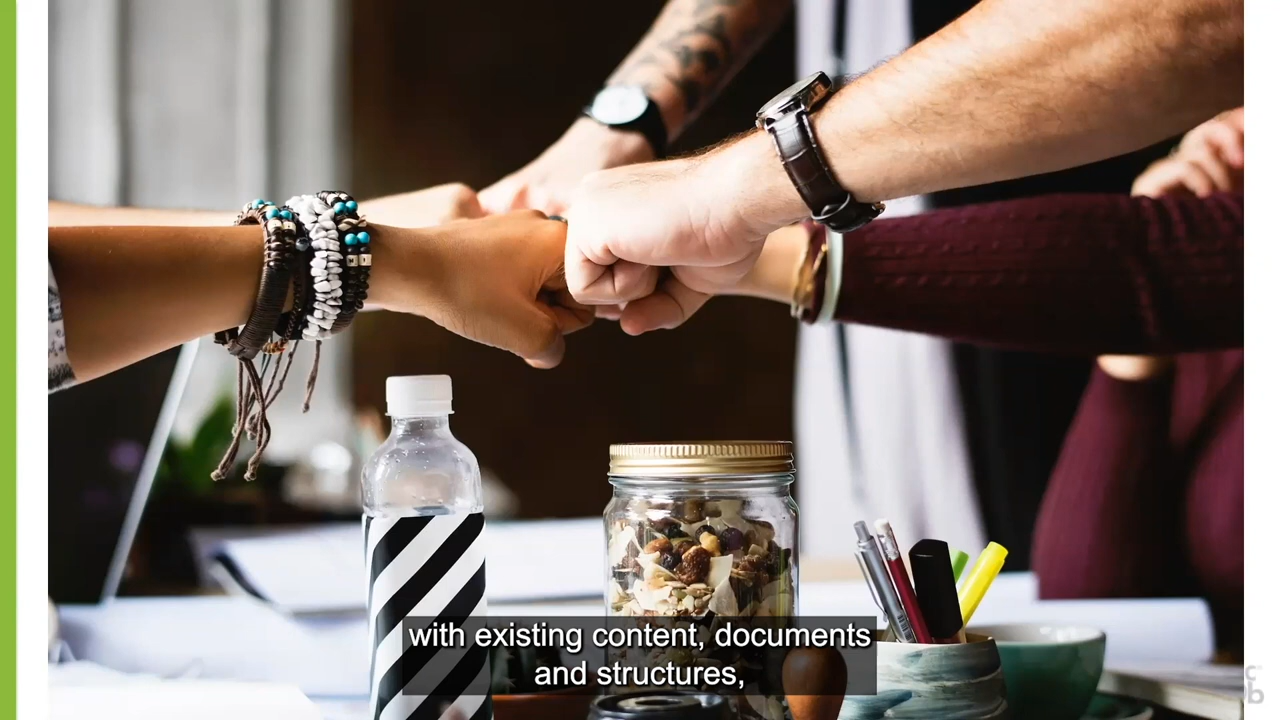 with existing content, documents
and structures,